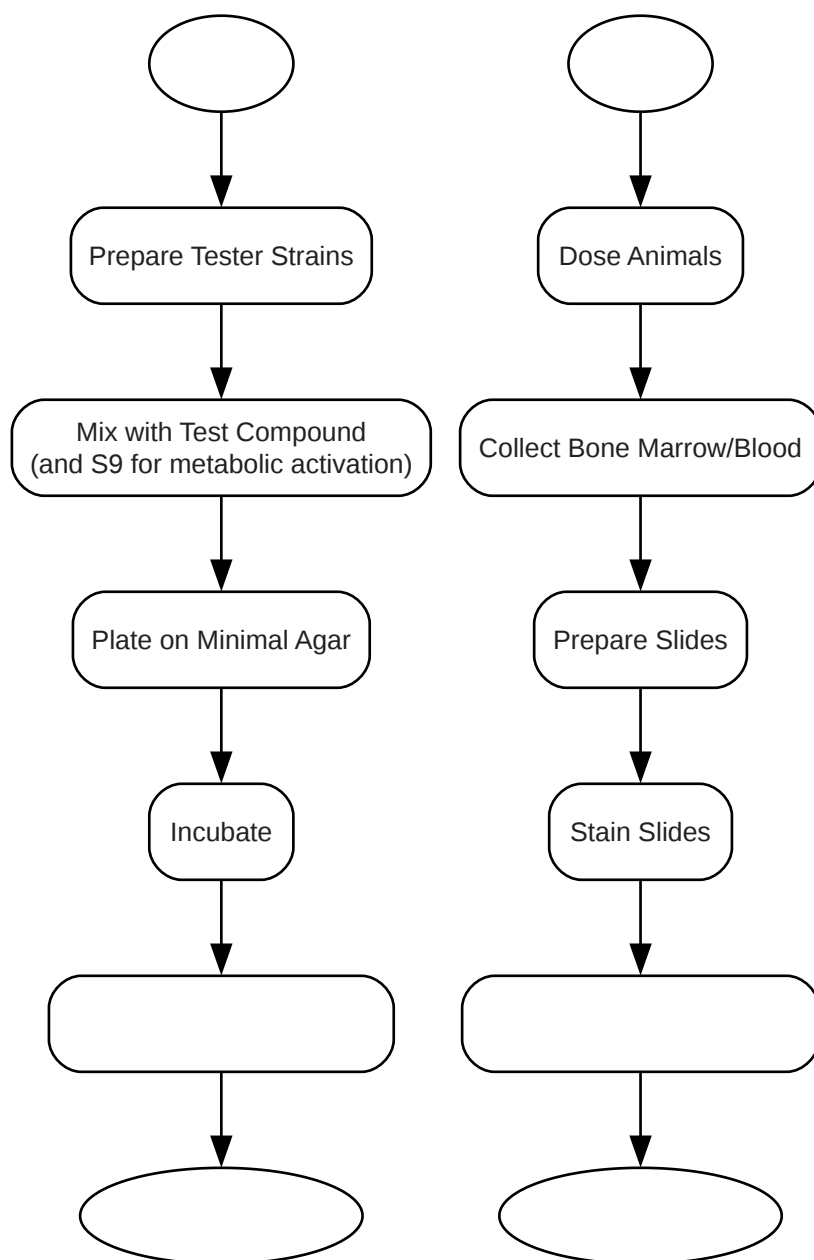 Prepare Tester Strains
Mix with Test Compound
(and S9 for metabolic activation)
Plate on Minimal Agar
Incubate
Dose Animals
Collect Bone Marrow/Blood
Prepare Slides
Stain Slides